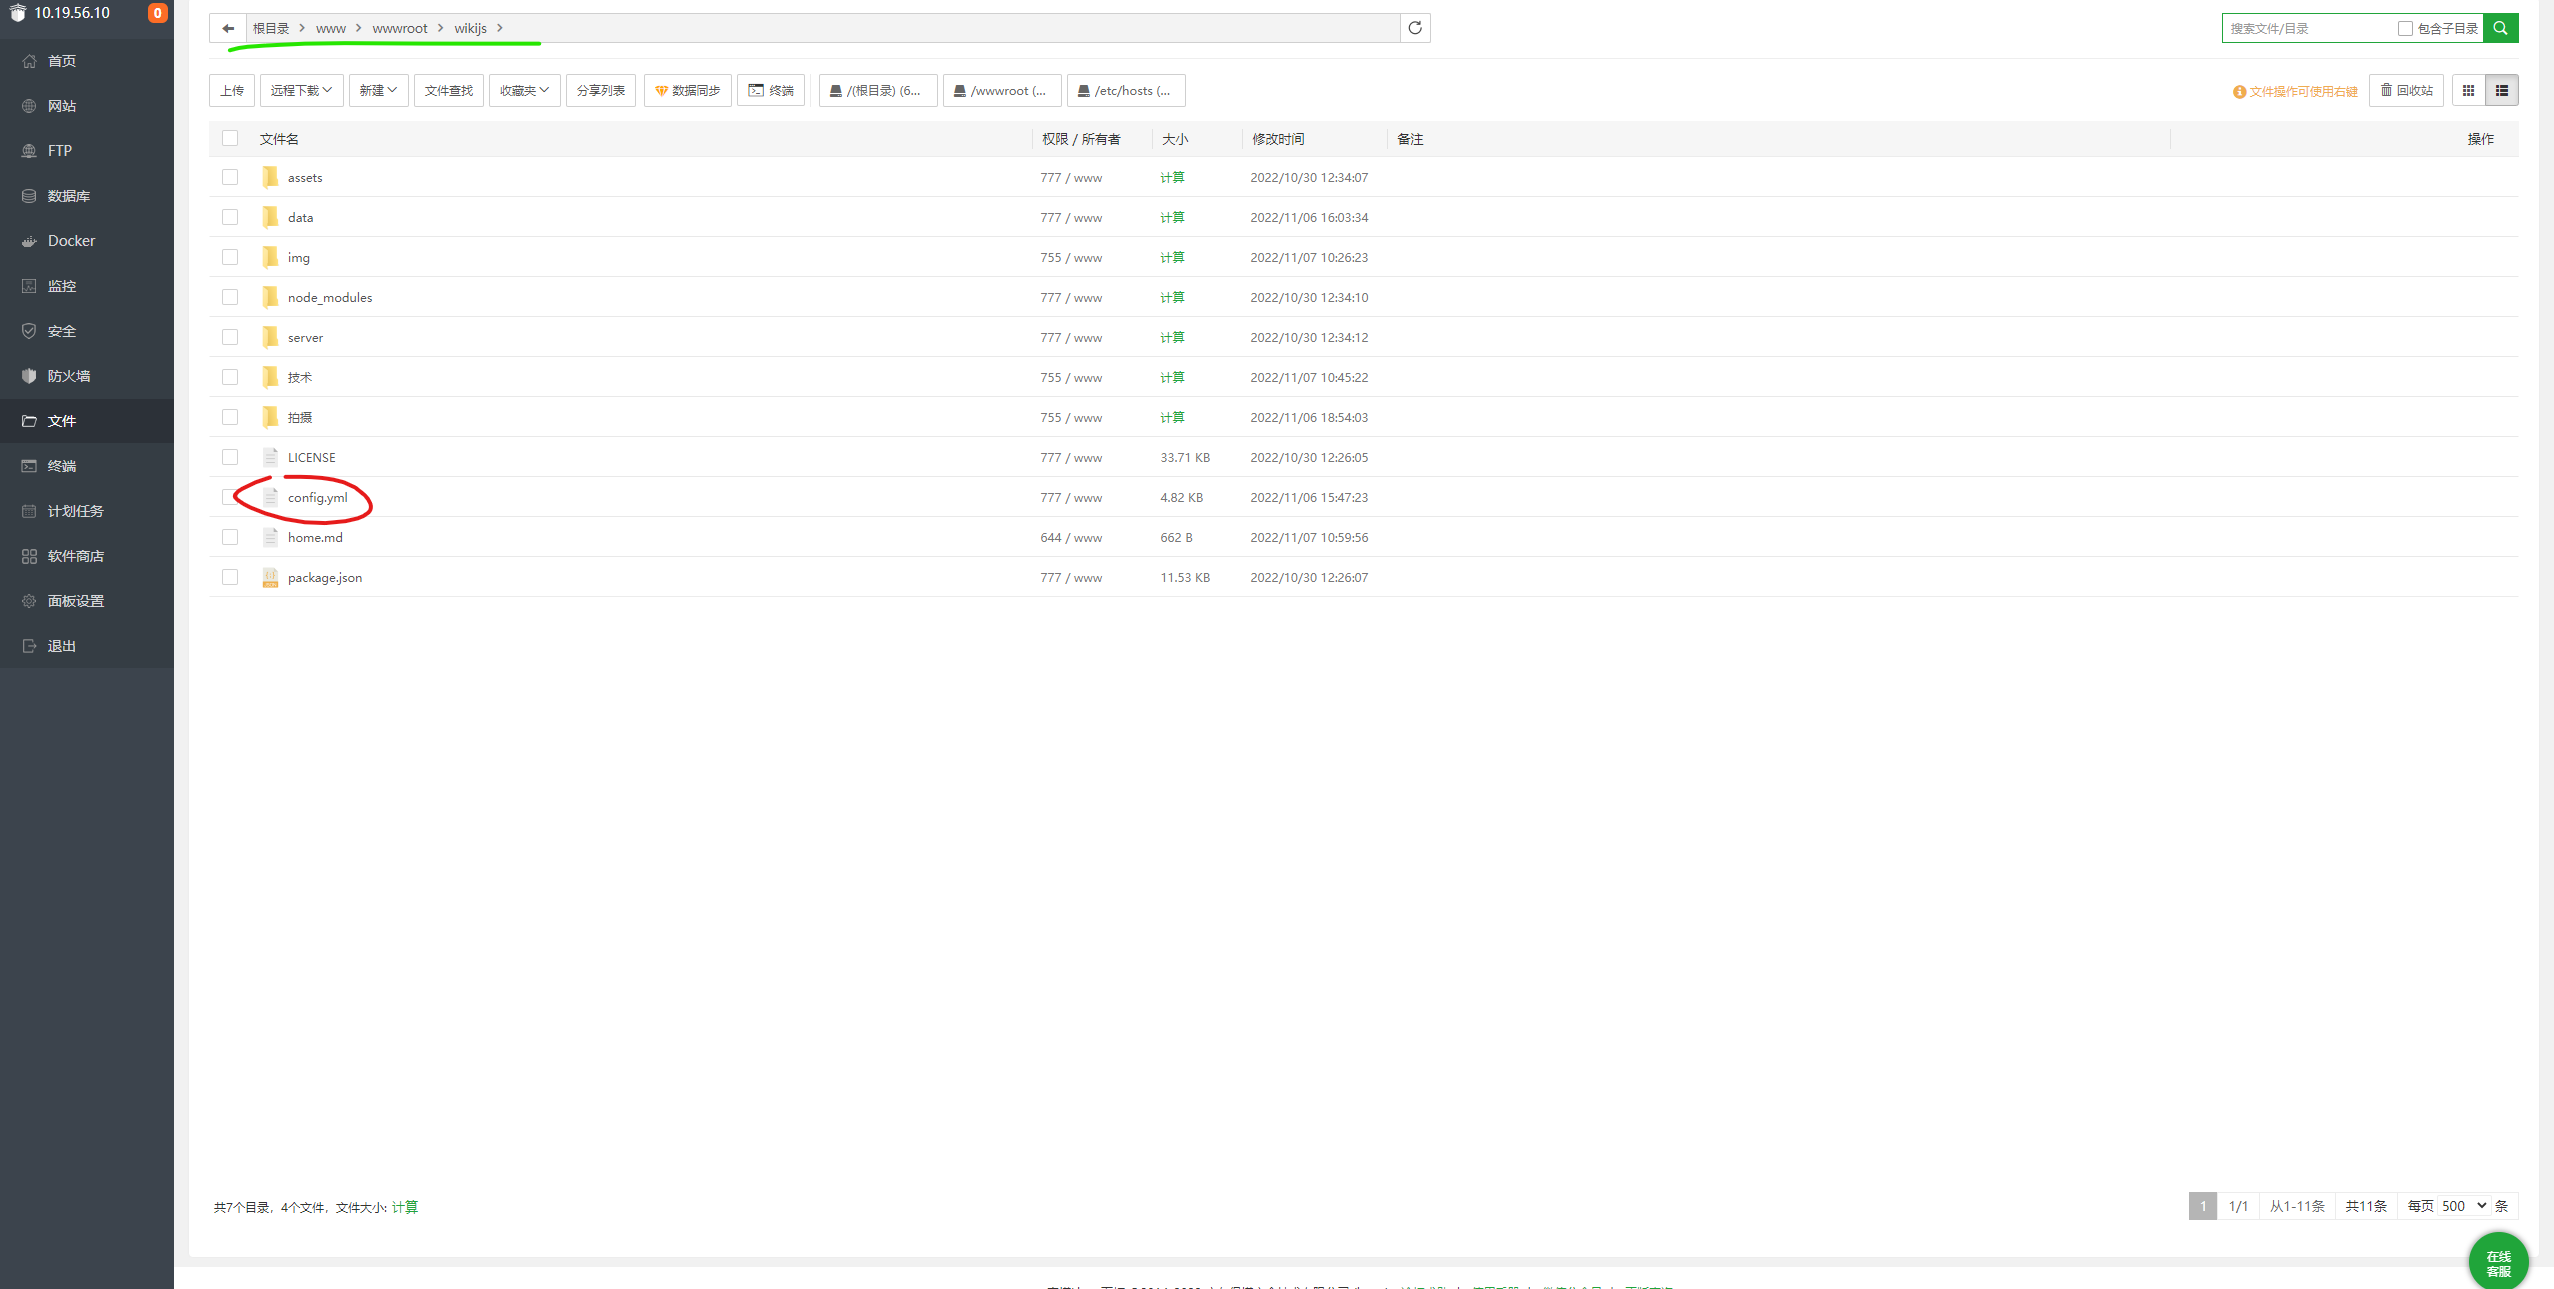 10.19.56.10 0
首页
网站
FTP
数据库
Docker
监控
安全
防火墙
文件
终端
计划任务
软件商店
面板设置
退出
根目录 www wwwroot wikijs
搜索文件/目录 包含子目录
上传 远程下载 新建 文件查找 收藏夹 分享列表 数据同步 终端 /(根目录) (6... /wwwroot (... /etc/hosts (... 文件操作可使用右键 回收站
文件名 权限 / 所有者 大小 修改时间 备注 操作
assets 777 / www 计算 2022/10/30 12:34:07
data 777 / www 计算 2022/11/06 16:03:34
img 755 / www 计算 2022/11/07 10:26:23
node_modules 777 / www 计算 2022/10/30 12:34:10
server 777 / www 计算 2022/10/30 12:34:12
技术 755 / www 计算 2022/11/07 10:45:22
拍摄 755 / www 计算 2022/11/06 18:54:03
LICENSE 777 / www 33.71 KB 2022/10/30 12:26:05
config.yml 777 / www 4.82 KB 2022/11/06 15:47:23
home.md 644 / www 662 B 2022/11/07 10:59:56
package.json 777 / www 11.53 KB 2022/10/30 12:26:07
共7个目录，4个文件，文件大小: 计算
1 1/1 从1-11条 共11条 每页 500 条
在线
客服